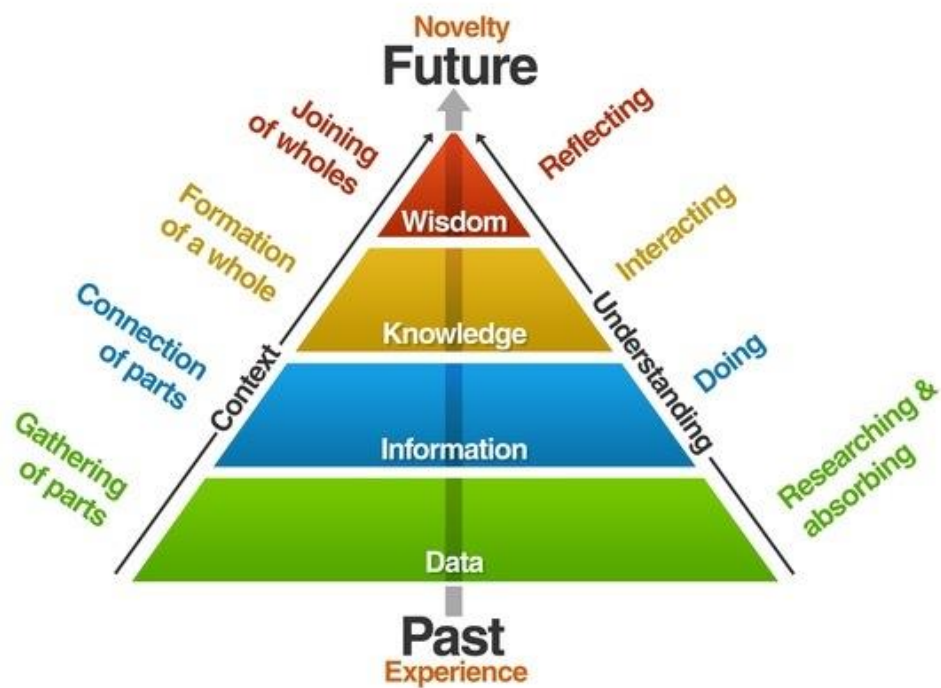 Novelty
Future
Joining
of wholes
Reflecting
Wisdom
Formation
of a whole
Interacting
Knowledge
Connection
of parts
Context
Understanding
Doing
Information
Gathering
of parts
Researching &
absorbing
Data
Past
Experience